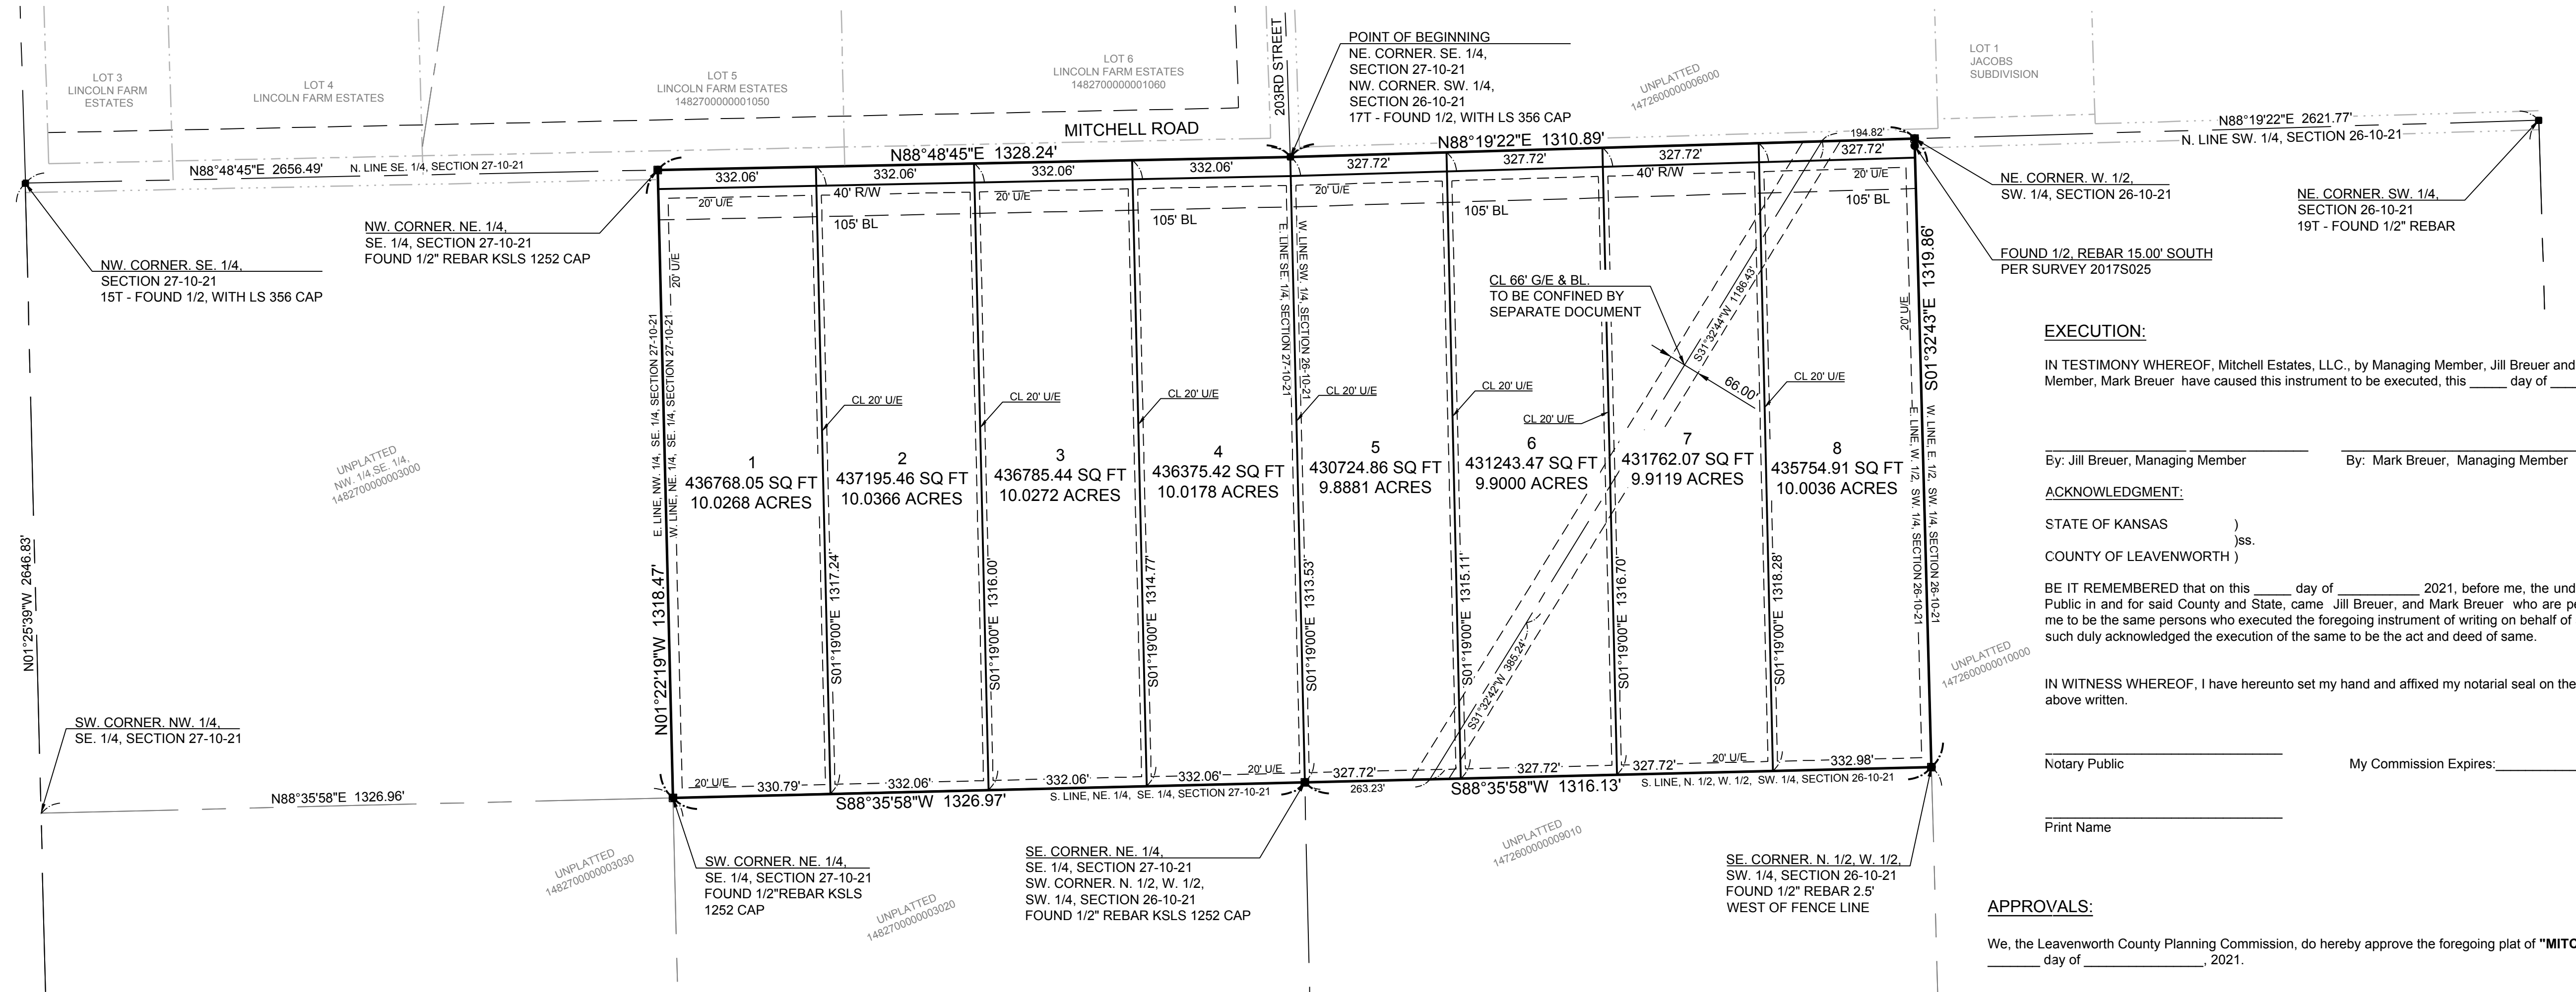 LOT 3
LINCOLN FARM
ESTATES
LOT 4
LINCOLN FARM ESTATES
LOT 5
LINCOLN FARM ESTATES
1482700000001050
LOT 6
LINCOLN FARM ESTATES
1482700000001060
203RD STREET
POINT OF BEGINNING
NE. CORNER. SE. 1/4,
SECTION 27-10-21
NW. CORNER. SW. 1/4,
SECTION 26-10-21
17T - FOUND 1/2, WITH LS 356 CAP
UNPLATTED
1472600000006000
LOT 1
JACOBS
SUBDIVISION
MITCHELL ROAD
N88°48'45"E 2656.49'
N. LINE SE. 1/4, SECTION 27-10-21
N88°48'45"E 1328.24'
N88°19'22"E 1310.89'
194.82'
N88°19'22"E 2621.77'
N. LINE SW. 1/4, SECTION 26-10-21
332.06'
332.06'
332.06'
332.06'
327.72'
327.72'
327.72'
327.72'
20' U/E
40' R/W
20' U/E
20' U/E
40' R/W
20' U/E
105' BL
105' BL
105' BL
105' BL
NW. CORNER. SE. 1/4,
SECTION 27-10-21
15T - FOUND 1/2, WITH LS 356 CAP
NW. CORNER. NE. 1/4,
SE. 1/4, SECTION 27-10-21
FOUND 1/2" REBAR KSLS 1252 CAP
NE. CORNER. W. 1/2,
SW. 1/4, SECTION 26-10-21
NE. CORNER. SW. 1/4,
SECTION 26-10-21
19T - FOUND 1/2" REBAR
FOUND 1/2, REBAR 15.00' SOUTH
PER SURVEY 2017S025
20' U/E
E. LINE, NW. 1/4, SE. 1/4, SECTION 27-10-21
W. LINE, NE. 1/4, SE. 1/4, SECTION 27-10-21
N01°22'19"W 1318.47'
E. LINE SE. 1/4, SECTION 27-10-21
W. LINE SW. 1/4, SECTION 26-10-21
CL 66' G/E & BL.
TO BE CONFINED BY
SEPARATE DOCUMENT
S31°32'44"W 1186.43'
66.00'
20' U/E
S01°32'43"E 1319.86'
E. LINE, W. 1/2, SW. 1/4, SECTION 26-10-21
W. LINE, E. 1/2, SW. 1/4, SECTION 26-10-21
CL 20' U/E
CL 20' U/E
CL 20' U/E
CL 20' U/E
CL 20' U/E
CL 20' U/E
CL 20' U/E
1
436768.05 SQ FT
10.0268 ACRES
2
437195.46 SQ FT
10.0366 ACRES
3
436785.44 SQ FT
10.0272 ACRES
4
436375.42 SQ FT
10.0178 ACRES
5
430724.86 SQ FT
9.8881 ACRES
6
431243.47 SQ FT
9.9000 ACRES
7
431762.07 SQ FT
9.9119 ACRES
8
435754.91 SQ FT
10.0036 ACRES
UNPLATTED
NW. 1/4,SE. 1/4,
1482700000003000
N01°25'39"W 2646.83'
S01°19'00"E 1317.24'
S01°19'00"E 1316.00'
S01°19'00"E 1314.77'
S01°19'00"E 1313.53'
S01°19'00"E 1315.11'
S31°32'42"W 385.24'
S01°19'00"E 1316.70'
S01°19'00"E 1318.28'
SW. CORNER. NW. 1/4,
SE. 1/4, SECTION 27-10-21
N88°35'58"E 1326.96'
20' U/E
330.79'
332.06'
332.06'
332.06'
20' U/E
327.72'
327.72'
327.72'
20' U/E
332.98'
S88°35'58"W 1326.97'
S. LINE, NE. 1/4, SE. 1/4, SECTION 27-10-21
263.23'
S88°35'58"W 1316.13'
S. LINE, N. 1/2, W. 1/2, SW. 1/4, SECTION 26-10-21
UNPLATTED
1482700000003030
SW. CORNER. NE. 1/4,
SE. 1/4, SECTION 27-10-21
FOUND 1/2"REBAR KSLS
1252 CAP
UNPLATTED
1482700000003020
SE. CORNER. NE. 1/4,
SE. 1/4, SECTION 27-10-21
SW. CORNER. N. 1/2, W. 1/2,
SW. 1/4, SECTION 26-10-21
FOUND 1/2" REBAR KSLS 1252 CAP
UNPLATTED
1472600000009010
SE. CORNER. N. 1/2, W. 1/2,
SW. 1/4, SECTION 26-10-21
FOUND 1/2" REBAR 2.5'
WEST OF FENCE LINE
UNPLATTED
1472600000010000
EXECUTION:
IN TESTIMONY WHEREOF, Mitchell Estates, LLC., by Managing Member, Jill Breuer and
Member, Mark Breuer have caused this instrument to be executed, this _____ day of ____
By: Jill Breuer, Managing Member
By: Mark Breuer, Managing Member
ACKNOWLEDGMENT:
STATE OF KANSAS )
)ss.
COUNTY OF LEAVENWORTH )
BE IT REMEMBERED that on this _____ day of ___________ 2021, before me, the und
Public in and for said County and State, came Jill Breuer, and Mark Breuer who are pe
me to be the same persons who executed the foregoing instrument of writing on behalf of
such duly acknowledged the execution of the same to be the act and deed of same.
IN WITNESS WHEREOF, I have hereunto set my hand and affixed my notarial seal on the
above written.
Notary Public
My Commission Expires:___________
Print Name
APPROVALS:
We, the Leavenworth County Planning Commission, do hereby approve the foregoing plat of "MITC
_______ day of ________________, 2021.